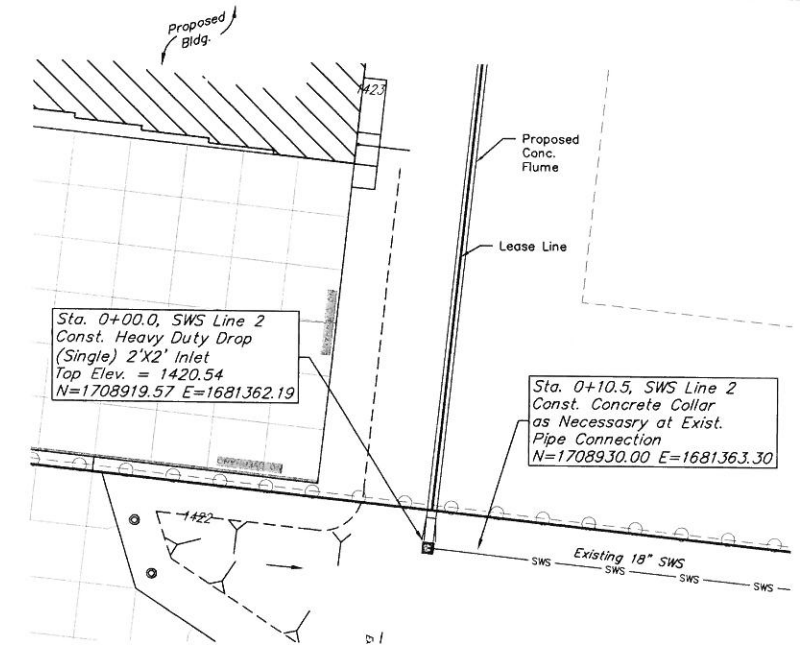 Proposed
Bldg.
1423
Proposed
Conc.
Flume
Lease Line
Sta. 0+00.0, SWS Line 2
Const. Heavy Duty Drop
(Single) 2'X2' Inlet
Top Elev. = 1420.54
N=1708919.57 E=1681362.19
Sta. 0+10.5, SWS Line 2
Const. Concrete Collar
as Necessasry at Exist.
Pipe Connection
N=1708930.00 E=1681363.30
1422
Existing 18" SWS
SWS
SWS
SWS
SWS